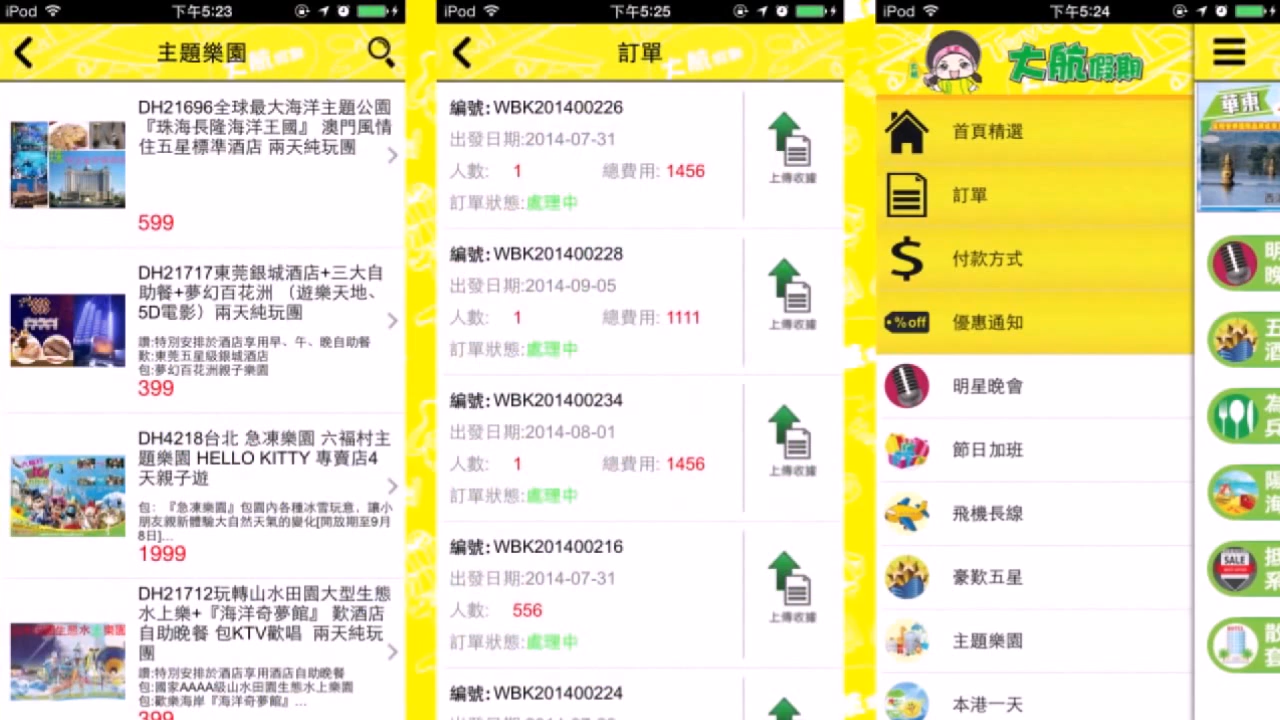 iPod 下午5:23
主題樂園
DH21696全球最大海洋主題公園
『珠海長隆海洋王國』 澳門風情
住五星標準酒店 兩天純玩團
599
DH21717東莞銀城酒店+三大自
助餐+夢幻百花洲 （遊樂天地、
5D電影）兩天純玩團
讚:特別安排於酒店享用早、午、晚自助餐
歎:東莞五星級銀城酒店
包:夢幻百花洲親子樂園
399
DH4218台北 急凍樂園 六福村主
題樂園 HELLO KITTY 專賣店4
天親子遊
包: 『急凍樂園』包園內各種冰雪玩意，讓小
朋友親新體驗大自然天氣的變化[開放期至9月
8日]...
1999
DH21712玩轉山水田園大型生態
水上樂+『海洋奇夢館』 歎酒店
自助晚餐 包KTV歡唱 兩天純玩
團
讚:特別安排於酒店享用酒店自助晚餐
包:國家AAAA級山水田園生態水上樂園
包:歡樂海岸『海洋奇夢館』...
399
iPod 下午5:25
訂單
編號:WBK201400226
出發日期:2014-07-31
人數: 1 總費用: 1456
訂單狀態:處理中
上傳收據
編號:WBK201400228
出發日期:2014-09-05
人數: 1 總費用: 1111
訂單狀態:處理中
上傳收據
編號:WBK201400234
出發日期:2014-08-01
人數: 1 總費用: 1456
訂單狀態:處理中
上傳收據
編號:WBK201400216
出發日期:2014-07-31
人數: 556
訂單狀態:處理中
上傳收據
編號:WBK201400224
iPod 下午5:24
大航假期
首頁精選
訂單
付款方式
%off 優惠通知
明星晚會
節日加班
飛機長線
豪歎五星
主題樂園
本港一天
華東
SALE
HOTEL